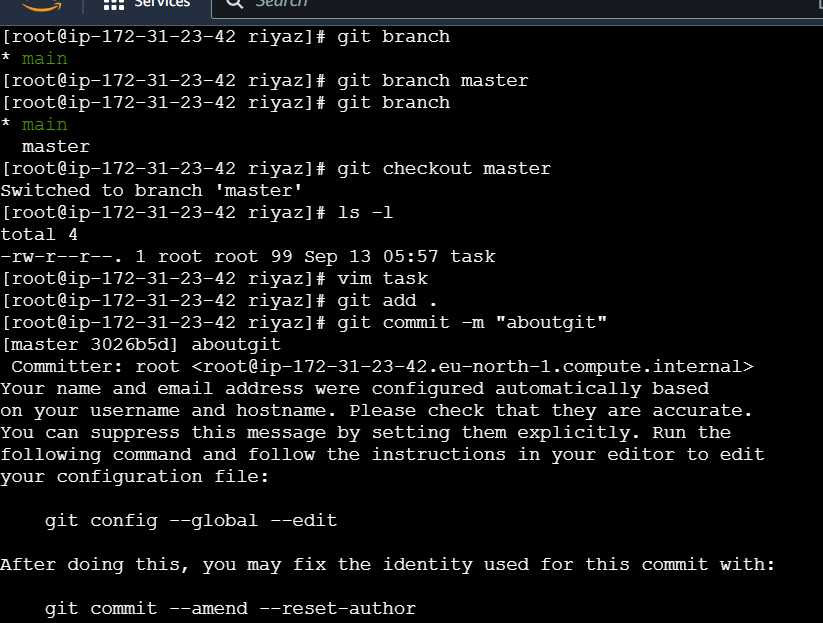 Services
Search
[root@ip-172-31-23-42 riyaz]# git branch
* main
[root@ip-172-31-23-42 riyaz]# git branch master
[root@ip-172-31-23-42 riyaz]# git branch
* main
  master
[root@ip-172-31-23-42 riyaz]# git checkout master
Switched to branch 'master'
[root@ip-172-31-23-42 riyaz]# ls -l
total 4
-rw-r--r--. 1 root root 99 Sep 13 05:57 task
[root@ip-172-31-23-42 riyaz]# vim task
[root@ip-172-31-23-42 riyaz]# git add .
[root@ip-172-31-23-42 riyaz]# git commit -m "aboutgit"
[master 3026b5d] aboutgit
 Committer: root <root@ip-172-31-23-42.eu-north-1.compute.internal>
Your name and email address were configured automatically based
on your username and hostname. Please check that they are accurate.
You can suppress this message by setting them explicitly. Run the
following command and follow the instructions in your editor to edit
your configuration file:
    git config --global --edit
After doing this, you may fix the identity used for this commit with:
    git commit --amend --reset-author